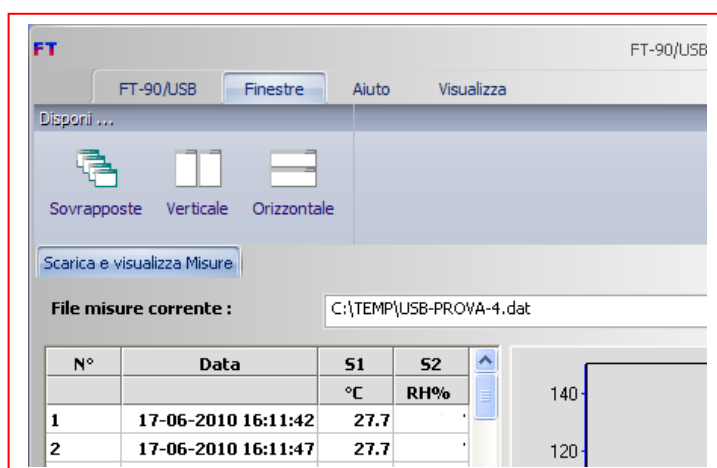 FT FT-90/USB
FT-90/USB Finestre Aiuto Visualizza
Disponi ...
Sovrapposte Verticale Orizzontale
Scarica e visualizza Misure
File misure corrente : C:\TEMP\USB-PROVA-4.dat
N° Data S1 S2
°C RH%
1 17-06-2010 16:11:42 27.7
2 17-06-2010 16:11:47 27.7
140
120